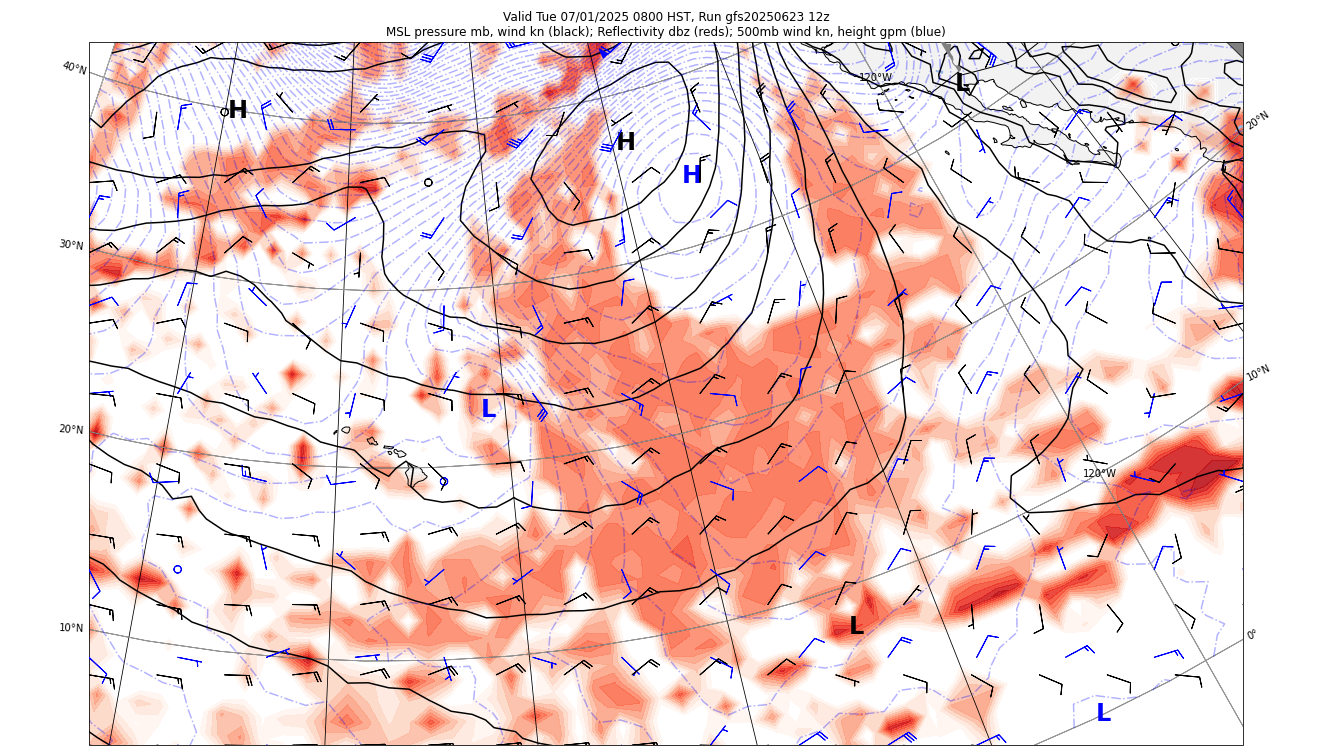 Valid Tue 07/01/2025 0800 HST, Run gfs20250623 12z
MSL pressure mb, wind kn (black); Reflectivity dbz (reds); 500mb wind kn, height gpm (blue)
40°N
120°W
L
H
20°N
H
H
30°N
10°N
L
20°N
120°W
10°N
L
0°
L